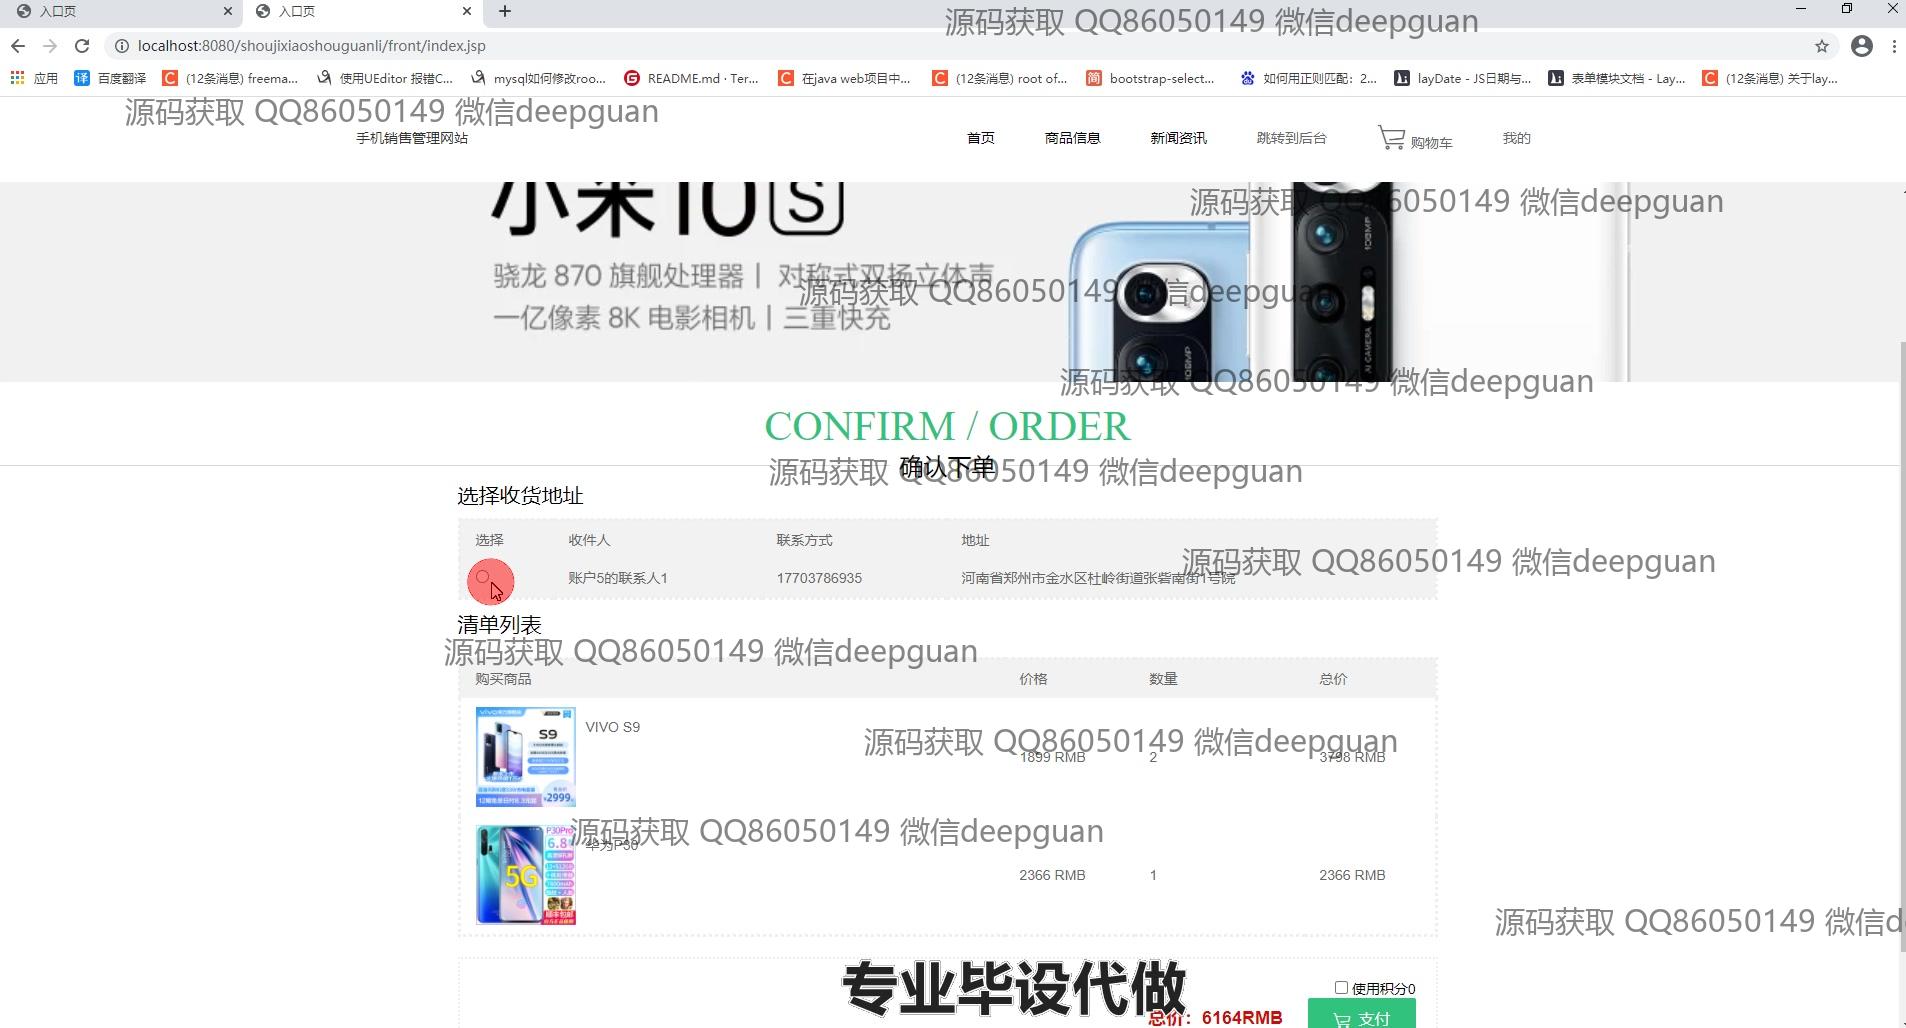 入口页
入口页
源码获取 QQ86050149 微信deepguan
localhost:8080/shoujixiaoshouguanli/front/index.jsp
应用
百度翻译
(12条消息) freema...
使用UEditor 报错C...
mysql如何修改roo...
README.md · Ter...
在java web项目中...
(12条消息) root of...
bootstrap-select...
如何用正则匹配：2...
layDate - JS日期与...
表单模块文档 - Lay...
(12条消息) 关于lay...
源码获取 QQ86050149 微信deepguan
手机销售管理网站
首页
商品信息
新闻资讯
跳转到后台
购物车
我的
源码获取 QQ86050149 微信deepguan
小米10S
108MP
骁龙 870 旗舰处理器丨 对称式双扬立体声
源码获取 QQ86050149 微信deepguan
一亿像素 8K 电影相机丨三重快充
AI CAMERA
108MP
源码获取 QQ86050149 微信deepguan
CONFIRM / ORDER
确认下单
源码获取 QQ86050149 微信deepguan
选择收货地址
选择 收件人 联系方式 地址
源码获取 QQ86050149 微信deepguan
账户5的联系人1 17703786935 河南省郑州市金水区杜岭街道张砦南街1号院
清单列表
源码获取 QQ86050149 微信deepguan
购买商品 价格 数量 总价
VIVO S9
S9
2999
源码获取 QQ86050149 微信deepguan
1899 RMB 2 3798 RMB
P30Pro
6.8
5G
顺丰包邮
源码获取 QQ86050149 微信deepguan
华为P30
2366 RMB 1 2366 RMB
源码获取 QQ86050149 微信d
专业毕设代做
使用积分0
总价：6164RMB
支付